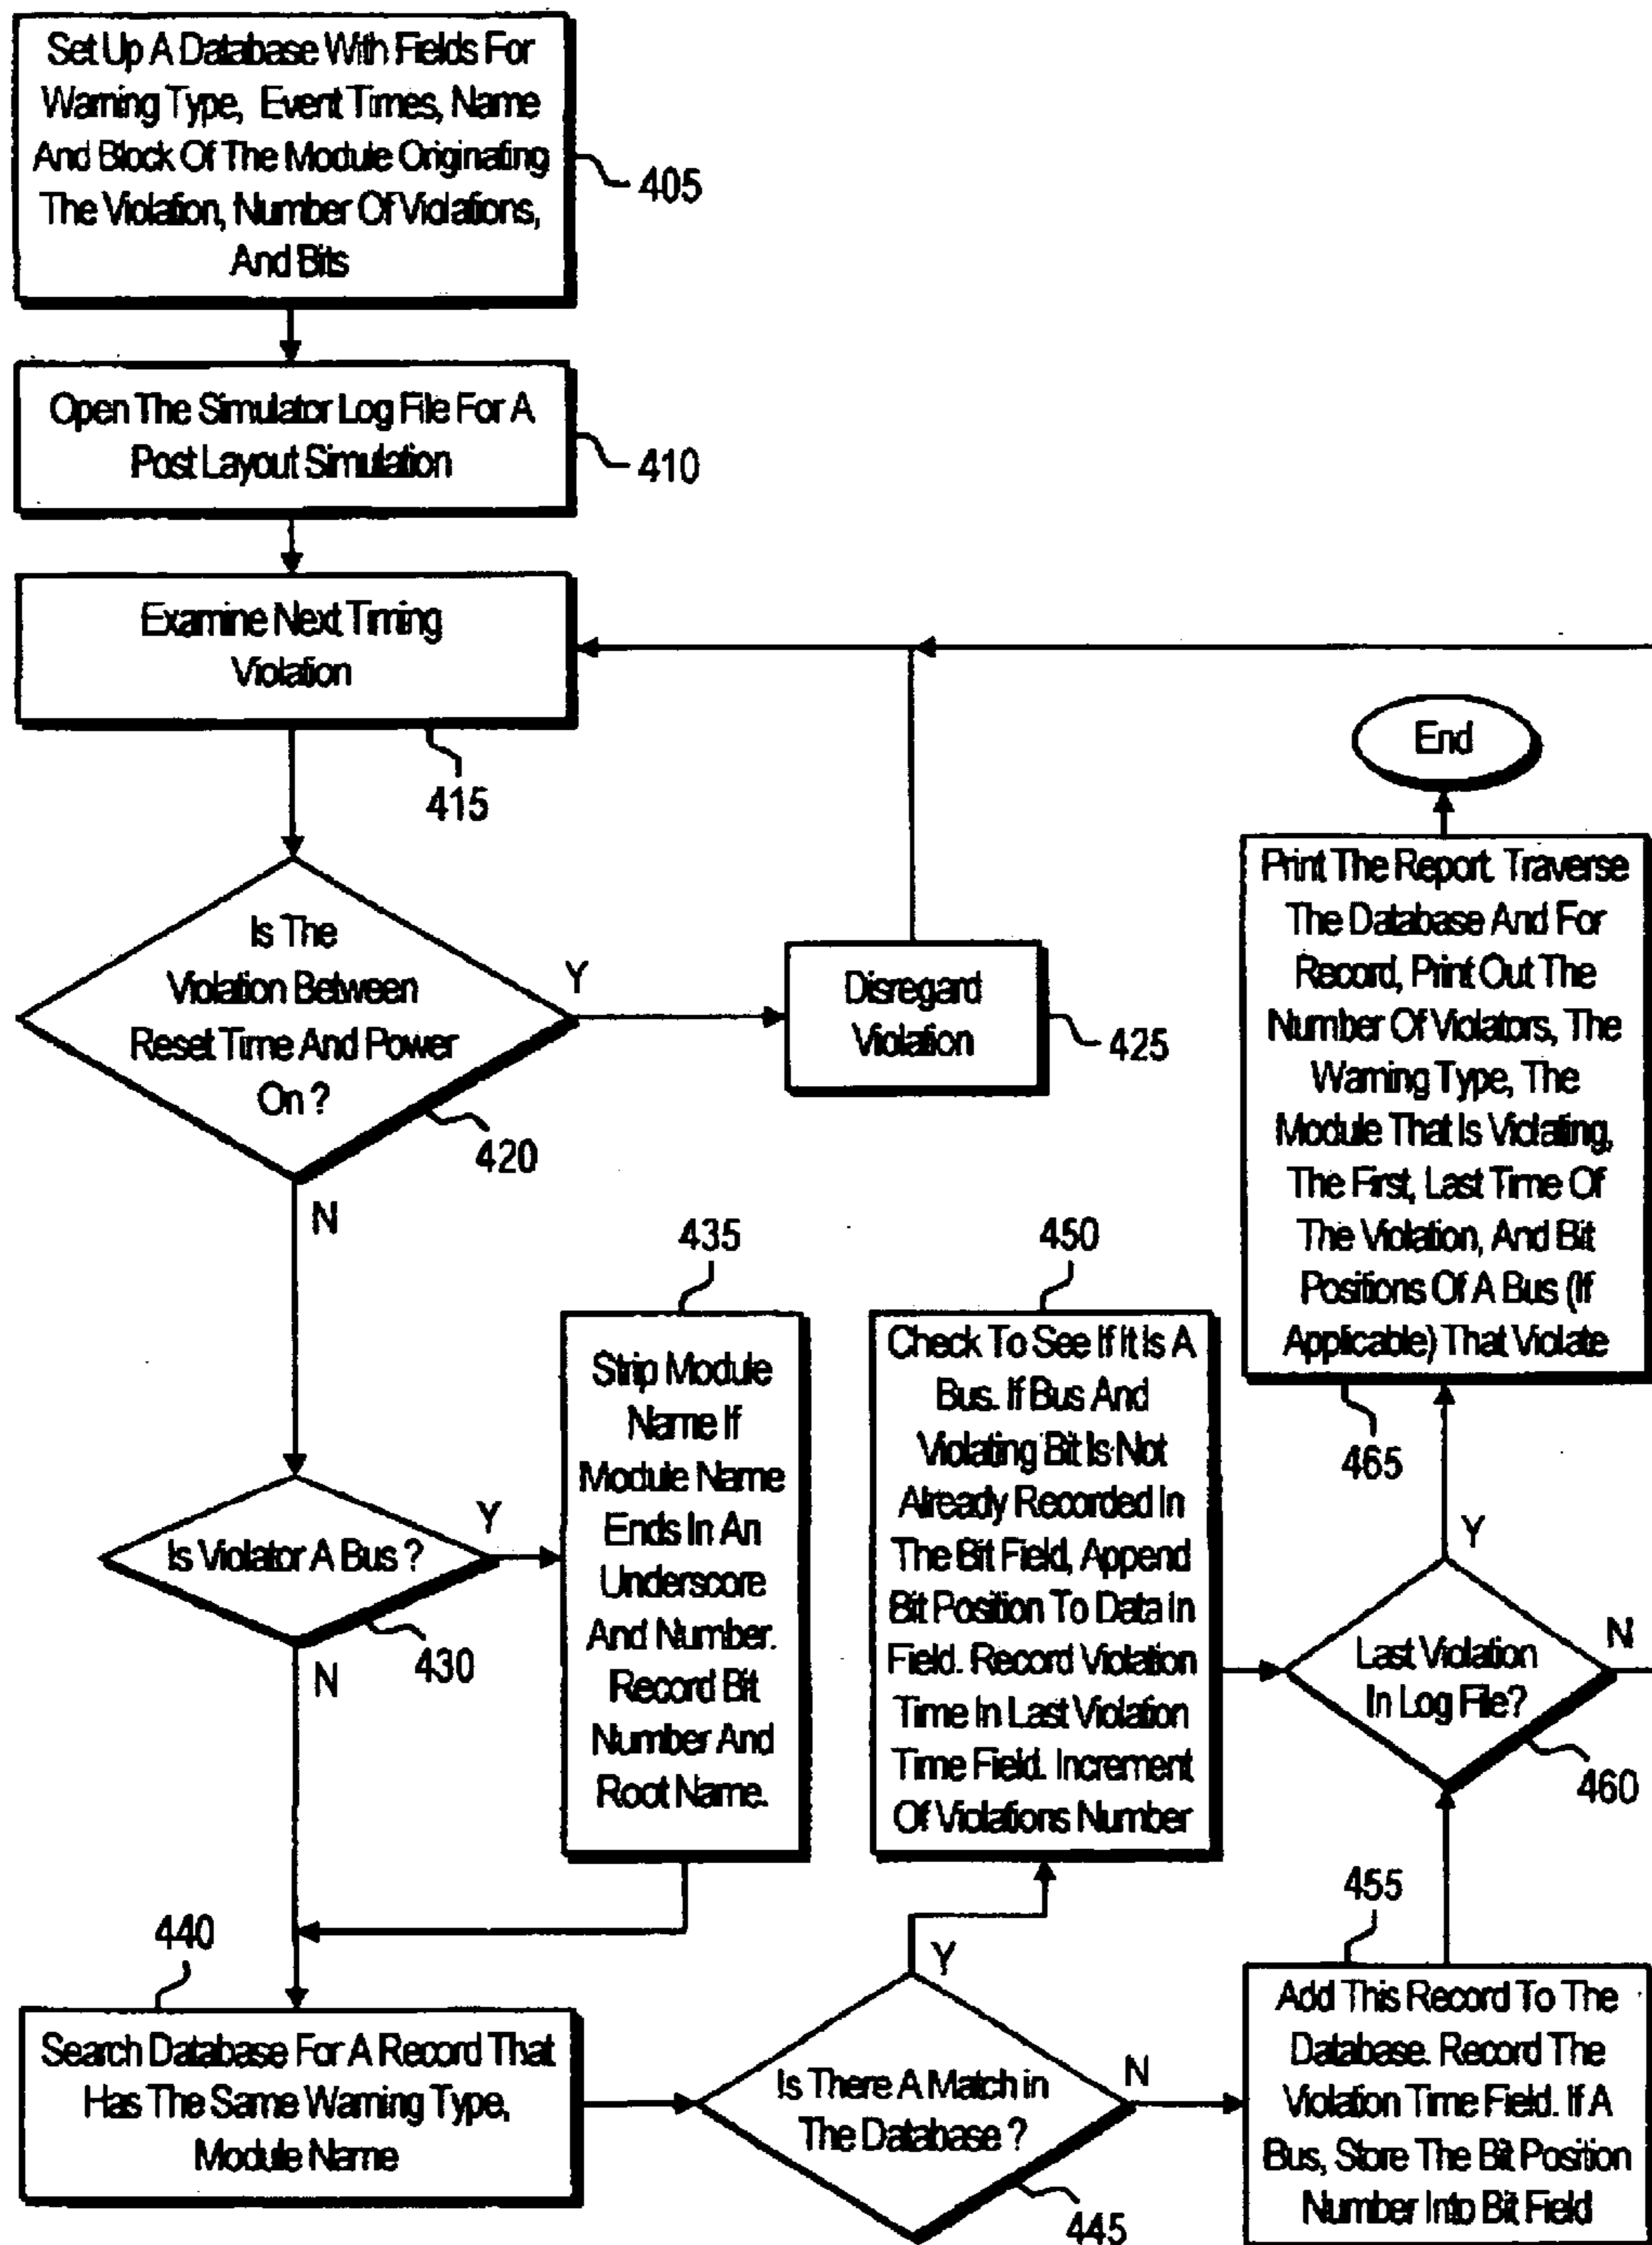 Set Up A Database With Fields For
Warning Type, Event Times, Name
And Block Of The Module Originating
The Violation, Number Of Violations,
And Bits
405
Open The Simulator Log File For A
Post Layout Simulation
410
Examine Next Timing
Violation
415
Is The
Violation Between
Reset Time And Power
On ?
Y
420
N
Disregard
Violation
425
End
Print The Report. Traverse
The Database And For
Record, Print Out The
Number Of Violators, The
Warning Type, The
Module That Is Violating,
The First, Last Time Of
The Violation, And Bit
Positions Of A Bus (If
Applicable) That Violate
465
Is Violator A Bus ?
Y
430
N
435
Strip Module
Name If
Module Name
Ends In An
Underscore
And Number.
Record Bit
Number And
Root Name.
450
Check To See If It Is A
Bus. If Bus And
Violating Bit Is Not
Already Recorded In
The Bit Field, Append
Bit Position To Data In
Field. Record Violation
Time In Last Violation
Time Field. Increment
Of Violations Number
Y
Last Violation
In Log File?
N
460
440
Search Database For A Record That
Has The Same Warning Type,
Module Name
Y
Is There A Match in
The Database ?
N
445
455
Add This Record To The
Database. Record The
Violation Time Field. If A
Bus, Store The Bit Position
Number Into Bit Field